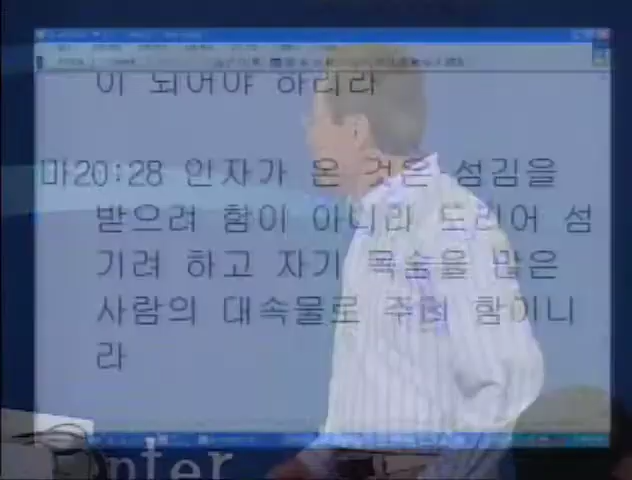 이 되어야 하리라
마20:28 인자가 온 것은 섬김을
받으려 함이 아니라 도리어 섬
기려 하고 자기 목숨을 많은
사람의 대속물로 주려 함이니
라
nter